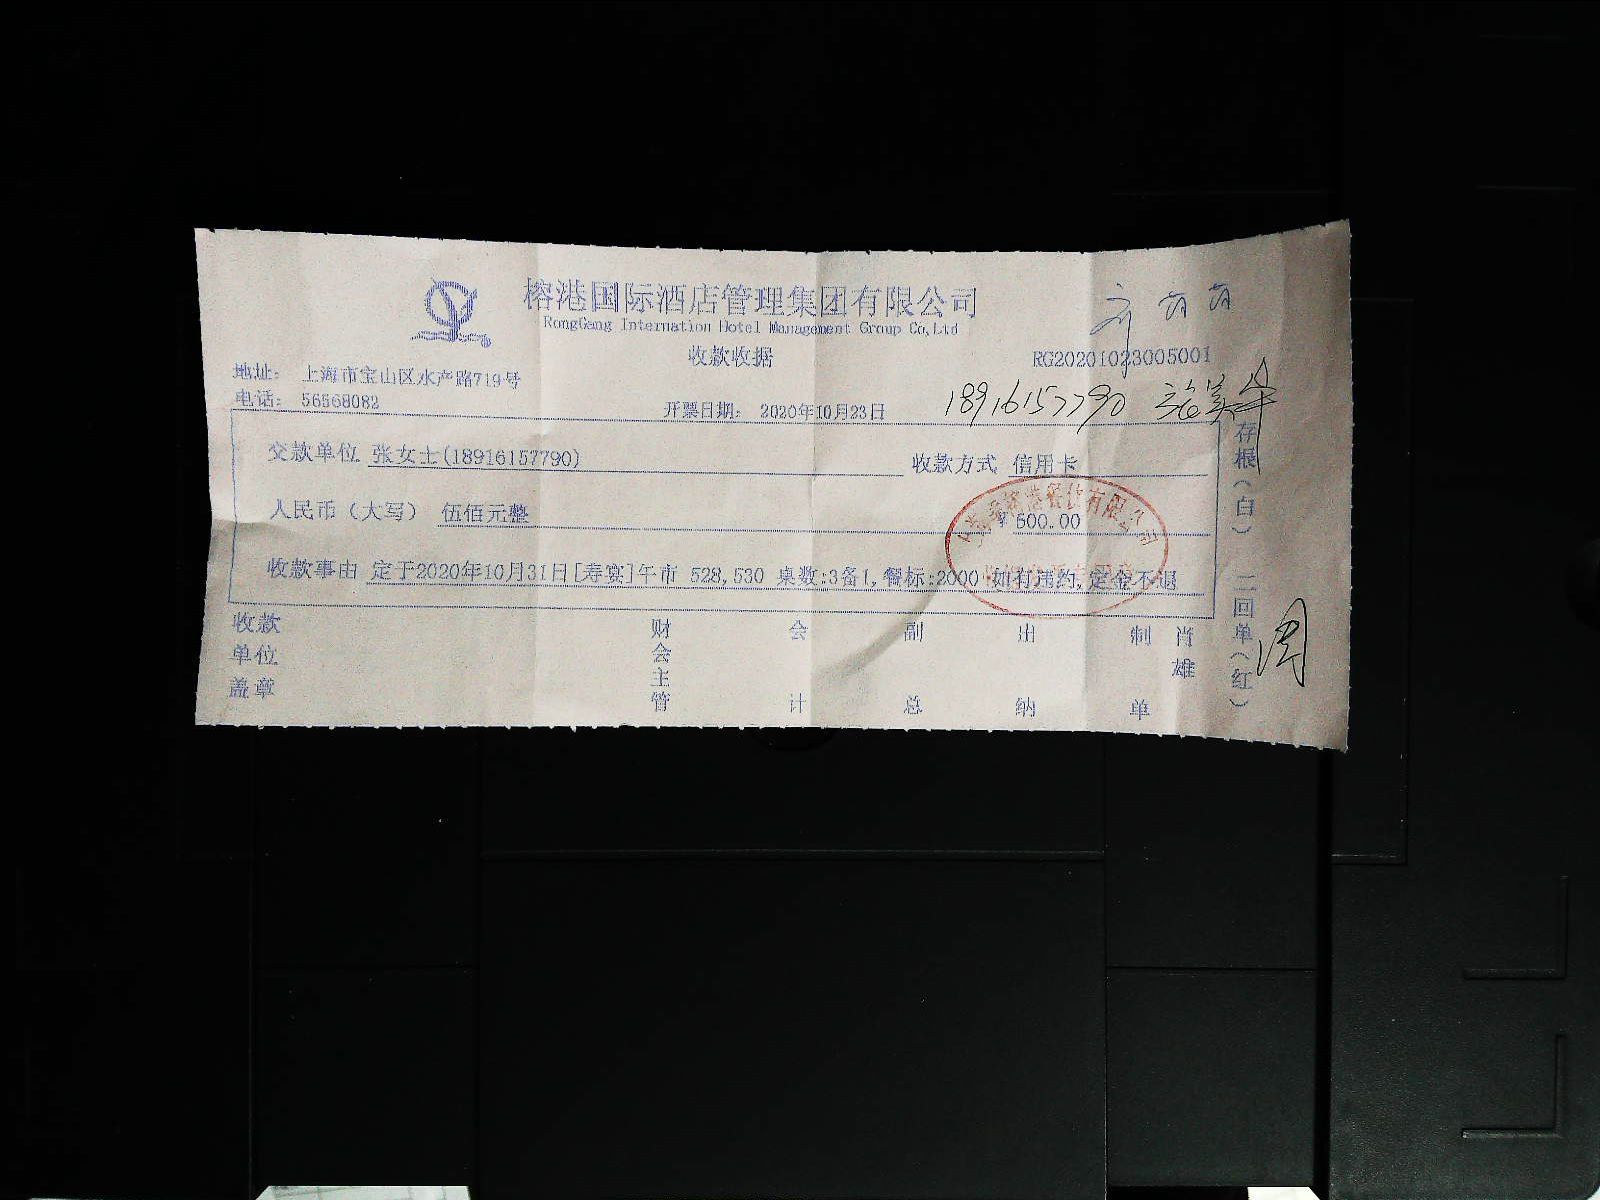 榕港国际酒店管理集团有限公司
RongGang Internation Hotel Management Group Co,Ltd
收款收据
RG20201023005001
地址： 上海市宝山区水产路719号
电话： 56568082
开票日期： 2020年10月23日
18916157790
交款单位 张女士(18916157790) 收款方式 信用卡
人民币（大写） 伍佰元整 ￥500.00
收款事由 定于2020年10月31日[寿宴]午市 528,530 桌数:3备1,餐标:2000 如有违约,定金不退
收款单位盖章 财会主管 会计 副总 出纳 制单 肖雄
存根（白） 二回单（红）
周